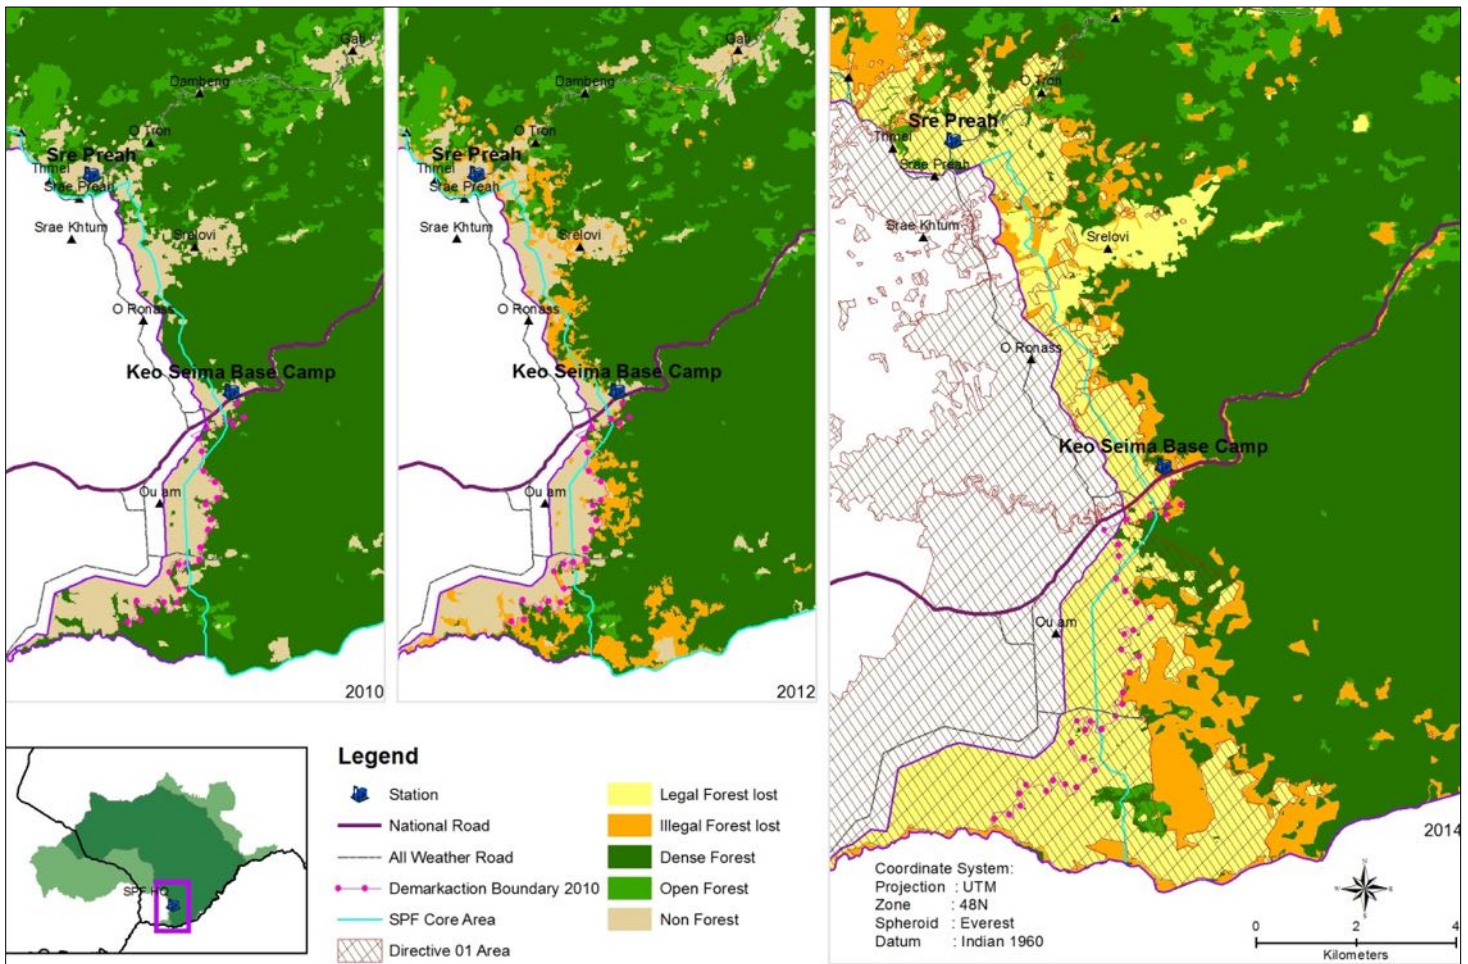 Gati
Dambeng
O Tron
Sre Preah
Thmei
Srae Preah
Srae Khtum
Srelovi
O Ronass
Keo Seima Base Camp
Ou am
2010
Gati
Dambeng
O Tron
Sre Preah
Thmei
Srae Preah
Srae Khtum
Srelovi
O Ronass
Keo Seima Base Camp
Ou am
2012
O Tron
Sre Preah
Thmei
Srae Preah
Srae Khtum
Srelovi
O Ronass
Keo Seima Base Camp
Ou am
2014
Coordinate System:
Projection : UTM
Zone : 48N
Spheroid : Everest
Datum : Indian 1960
N
W
E
S
0 2 4
Kilometers
SPF HQ
Legend
Station
National Road
All Weather Road
Demarkaction Boundary 2010
SPF Core Area
Directive 01 Area
Legal Forest lost
Illegal Forest lost
Dense Forest
Open Forest
Non Forest